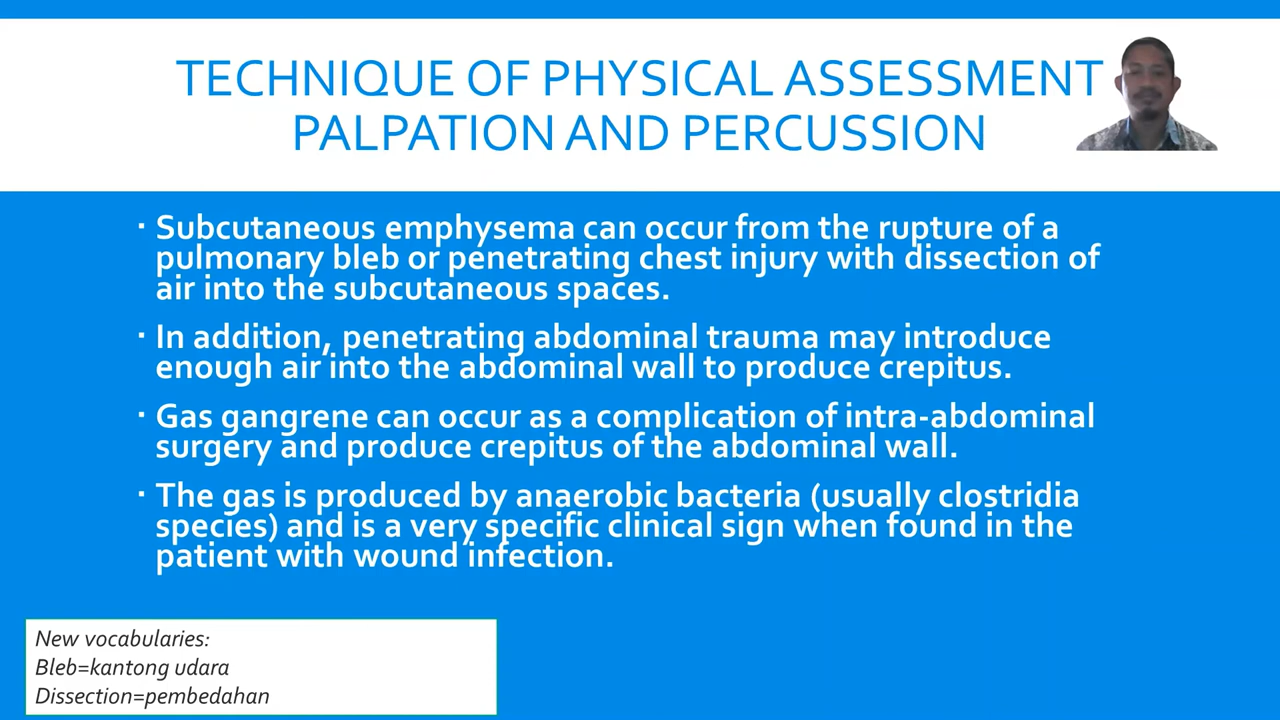 TECHNIQUE OF PHYSICAL ASSESSMENT
PALPATION AND PERCUSSION
▪ Subcutaneous emphysema can occur from the rupture of a
pulmonary bleb or penetrating chest injury with dissection of
air into the subcutaneous spaces.
▪ In addition, penetrating abdominal trauma may introduce
enough air into the abdominal wall to produce crepitus.
▪ Gas gangrene can occur as a complication of intra-abdominal
surgery and produce crepitus of the abdominal wall.
▪ The gas is produced by anaerobic bacteria (usually clostridia
species) and is a very specific clinical sign when found in the
patient with wound infection.
New vocabularies:
Bleb=kantong udara
Dissection=pembedahan